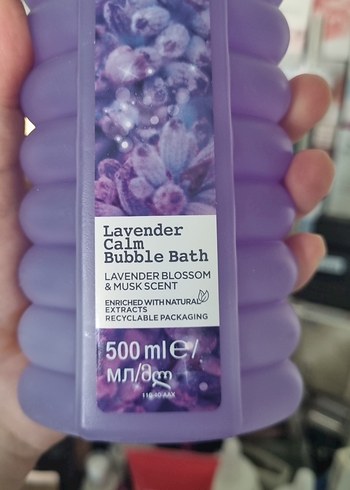 Lavender
Calm
Bubble Bath
LAVENDER BLOSSOM
& MUSK SCENT
ENRICHED WITH NATURAL
EXTRACTS
RECYCLABLE PACKAGING
500 ml ℮/
мл/მლ